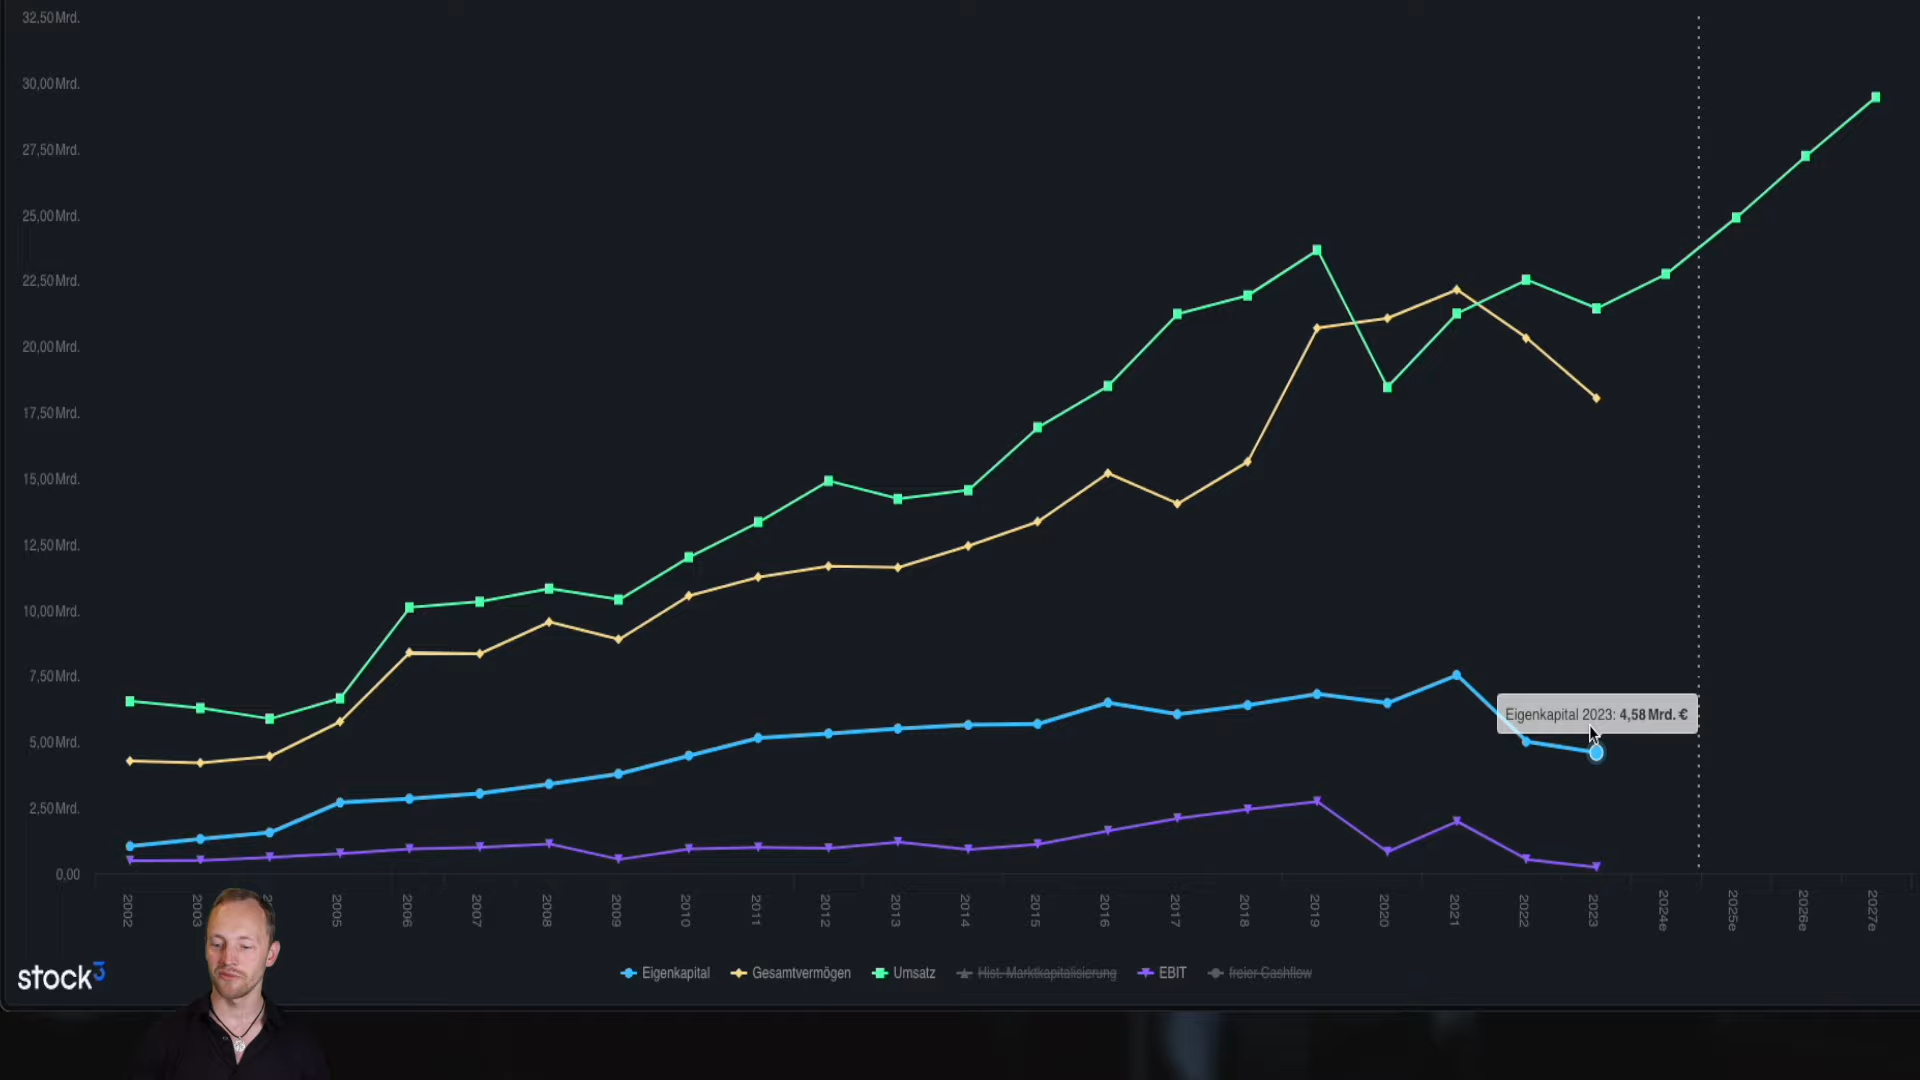 32,50 Mrd.
30,00 Mrd.
27,50 Mrd.
25,00 Mrd.
22,50 Mrd.
20,00 Mrd.
17,50 Mrd.
15,00 Mrd.
12,50 Mrd.
10,00 Mrd.
7,50 Mrd.
5,00 Mrd.
2,50 Mrd.
0,00
Eigenkapital 2023: 4,58 Mrd. €
2002
2003
2005
2006
2007
2008
2009
2010
2011
2012
2013
2014
2015
2016
2017
2018
2019
2020
2021
2022
2023
2024e
2025e
2026e
2027e
stock3
Eigenkapital Gesamtvermögen Umsatz Hist. Marktkapitalisierung EBIT freier Cashflow